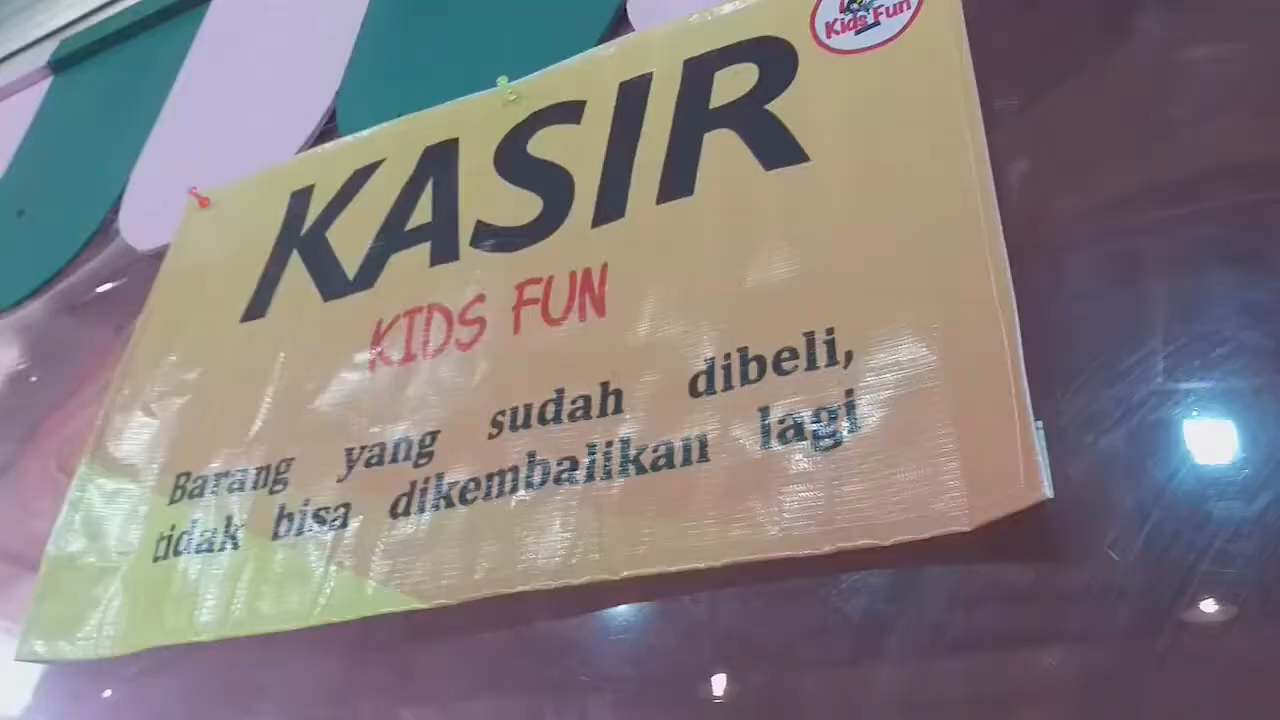 Kids Fun
KASIR
KIDS FUN
Barang yang sudah dibeli,
tidak bisa dikembalikan lagi